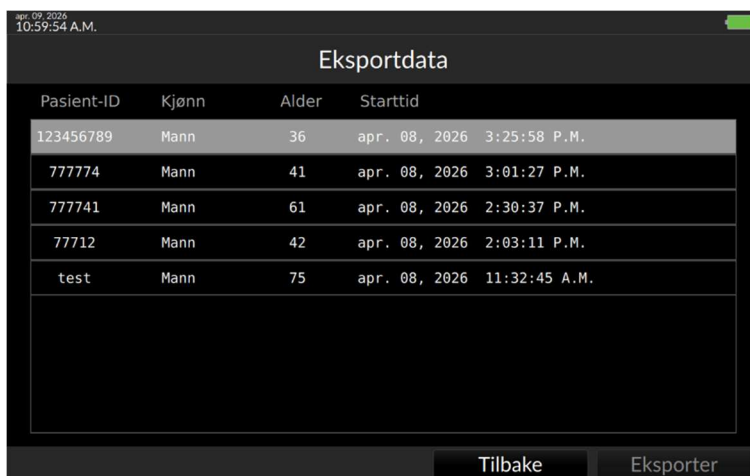 apr. 09, 2026
10:59:54 A.M.
Eksportdata
Pasient-ID Kjønn Alder Starttid
123456789 Mann 36 apr. 08, 2026 3:25:58 P.M.
777774 Mann 41 apr. 08, 2026 3:01:27 P.M.
777741 Mann 61 apr. 08, 2026 2:30:37 P.M.
77712 Mann 42 apr. 08, 2026 2:03:11 P.M.
test Mann 75 apr. 08, 2026 11:32:45 A.M.
Tilbake Eksporter